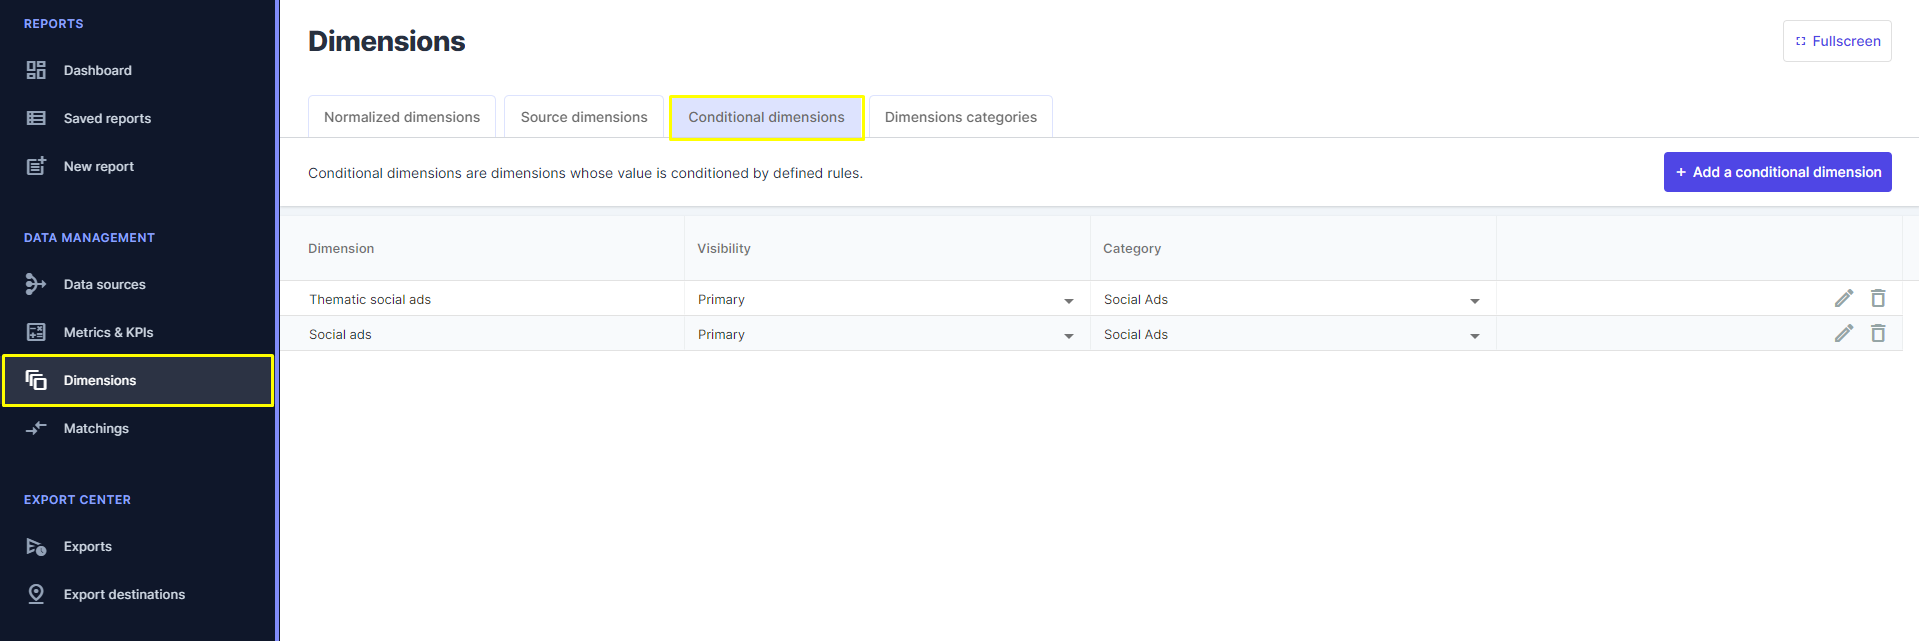 REPORTS
Dashboard
Saved reports
New report
DATA MANAGEMENT
Data sources
Metrics & KPIs
Dimensions
Matchings
EXPORT CENTER
Exports
Export destinations
Dimensions
Fullscreen
Normalized dimensions
Source dimensions
Conditional dimensions
Dimensions categories
Conditional dimensions are dimensions whose value is conditioned by defined rules.
+ Add a conditional dimension
Dimension Visibility Category
Thematic social ads Primary Social Ads
Social ads Primary Social Ads